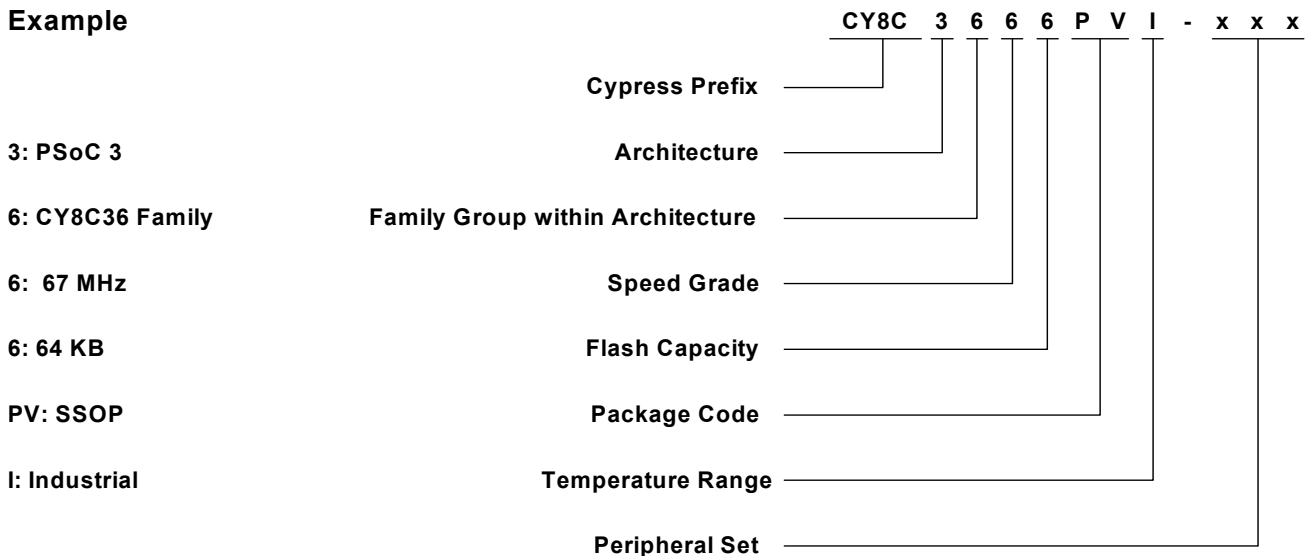 Example CY8C 3 6 6 6 P V I - x x x
Cypress Prefix
3: PSoC 3 Architecture
6: CY8C36 Family Family Group within Architecture
6: 67 MHz Speed Grade
6: 64 KB Flash Capacity
PV: SSOP Package Code
I: Industrial Temperature Range
Peripheral Set